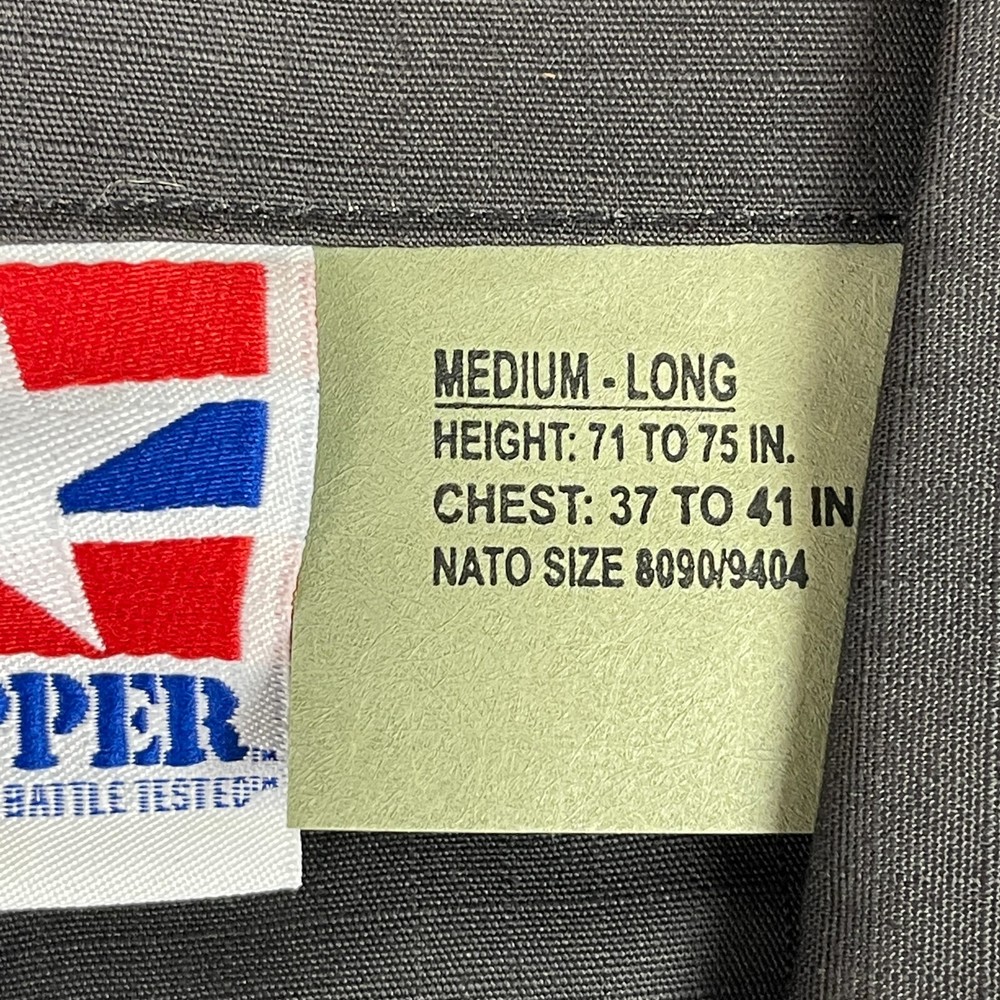 MEDIUM - LONG
HEIGHT: 71 TO 75 IN.
CHEST: 37 TO 41 IN
NATO SIZE 8090/9404
PPER™
BATTLE TESTED™